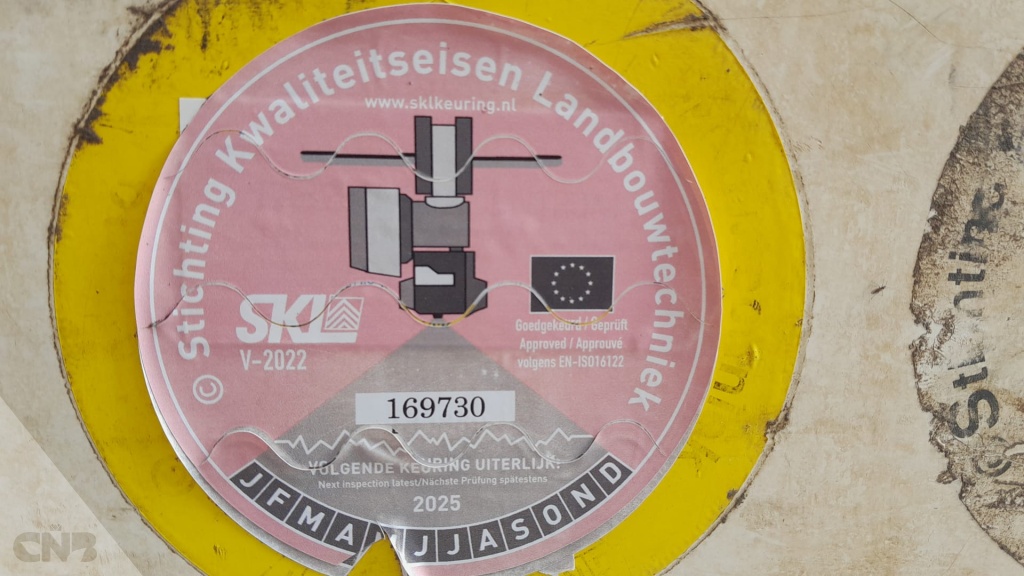 © Stichting Kwaliteitseisen Landbouwtechniek
www.sklkeuring.nl
SKL
V-2022
Goedgekeurd / Geprüft
Approved / Approuvé
volgens EN-ISO16122
169730
VOLGENDE KEURING UITERLIJK:
Next inspection latest/Nächste Prüfung spätestens
2025
J F M A J J A S O N D
CNB